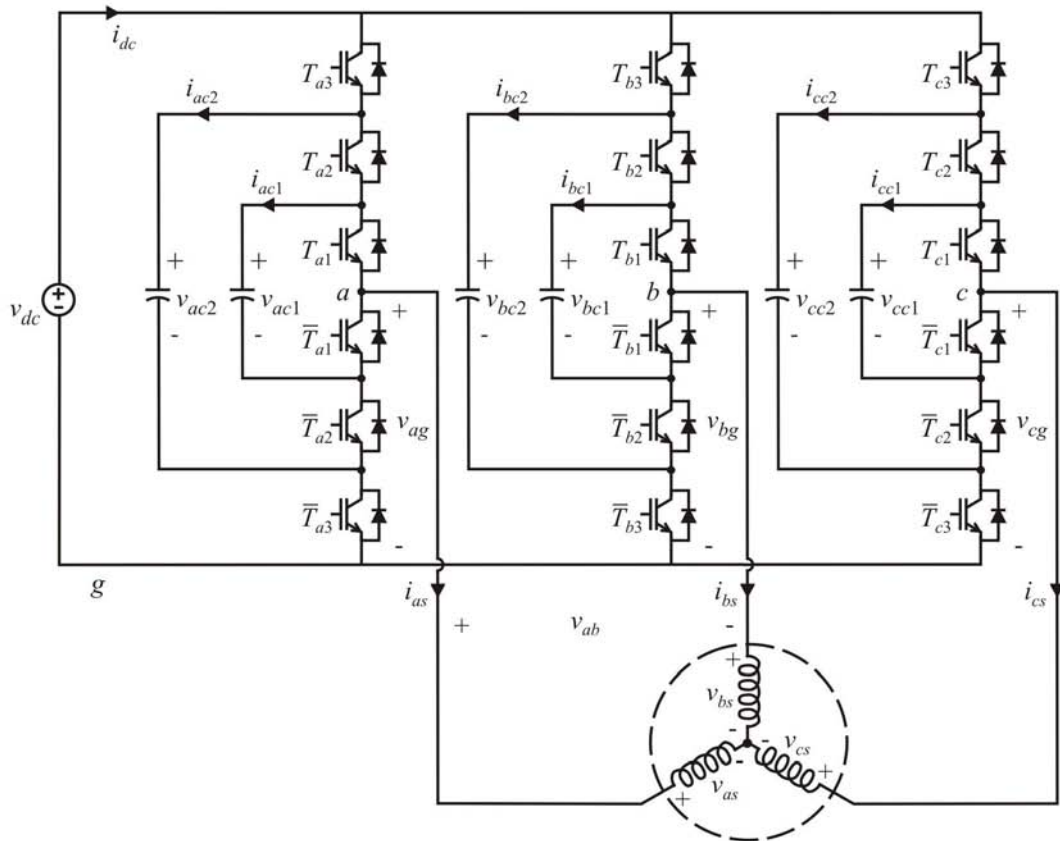 i_dc
T_a3 T_b3 T_c3
i_ac2 i_bc2 i_cc2
T_a2 T_b2 T_c2
i_ac1 i_bc1 i_cc1
T_a1 T_b1 T_c1
+ + + + + +
a b c
v_dc + - v_ac2 v_ac1 + v_bc2 v_bc1 + v_cc2 v_cc1 +
- - - - - -
T̅_a1 T̅_b1 T̅_c1
T̅_a2 v_ag T̅_b2 v_bg T̅_c2 v_cg
T̅_a3 T̅_b3 T̅_c3
- - -
g i_as i_bs i_cs
+ v_ab -
+
v_bs
-
- - v_cs
+ v_as +